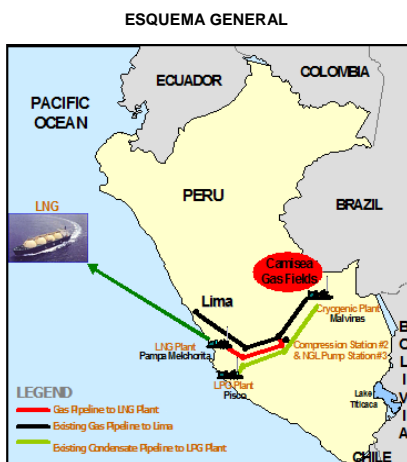 ESQUEMA GENERAL
COLOMBIA
ECUADOR
PACIFIC
OCEAN
PERU
LNG
BRAZIL
Camisea
Gas Fields
Lima
Cryogenic Plant
Malvinas
LNG Plant
Pampa Melchorita
Compression Station #2
& NGL Pump Station#3
LPG Plant
Pisco
BOLIVIA
Lake
Titicaca
LEGEND
Gas Pipeline to LNG Plant
Existing Gas Pipeline to Lima
Existing Condensate Pipeline to LPG Plant
CHILE